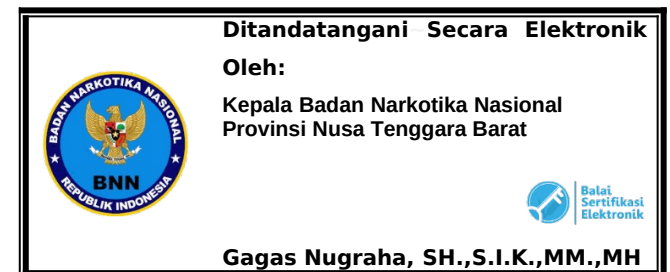 Ditandatangani Secara Elektronik
Oleh:
Kepala Badan Narkotika Nasional
Provinsi Nusa Tenggara Barat
BADAN NARKOTIKA NASIONAL
BNN
REPUBLIK INDONESIA
Balai
Sertifikasi
Elektronik
Gagas Nugraha, SH.,S.I.K.,MM.,MH